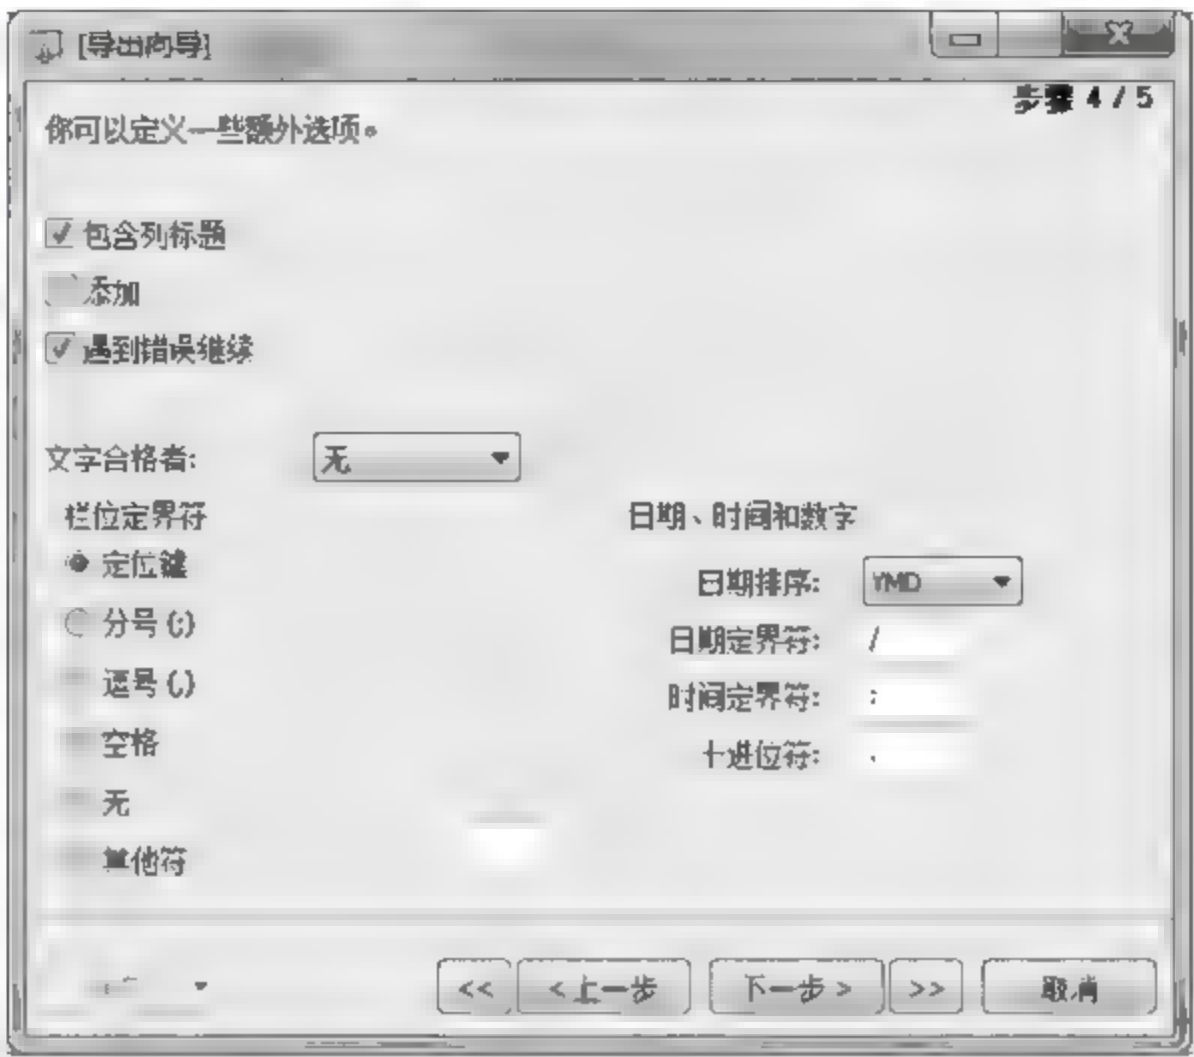 [导出向导]
步骤 4 / 5
你可以定义一些额外选项。
包含列标题
添加
遇到错误继续
文字合格者: 无
栏位定界符
定位键
分号 (;)
逗号 (,)
空格
无
其他符
日期、时间和数字
日期排序: YMD
日期定界符: /
时间定界符: :
十进位符: .
<< < 上一步 下一步 > >> 取消